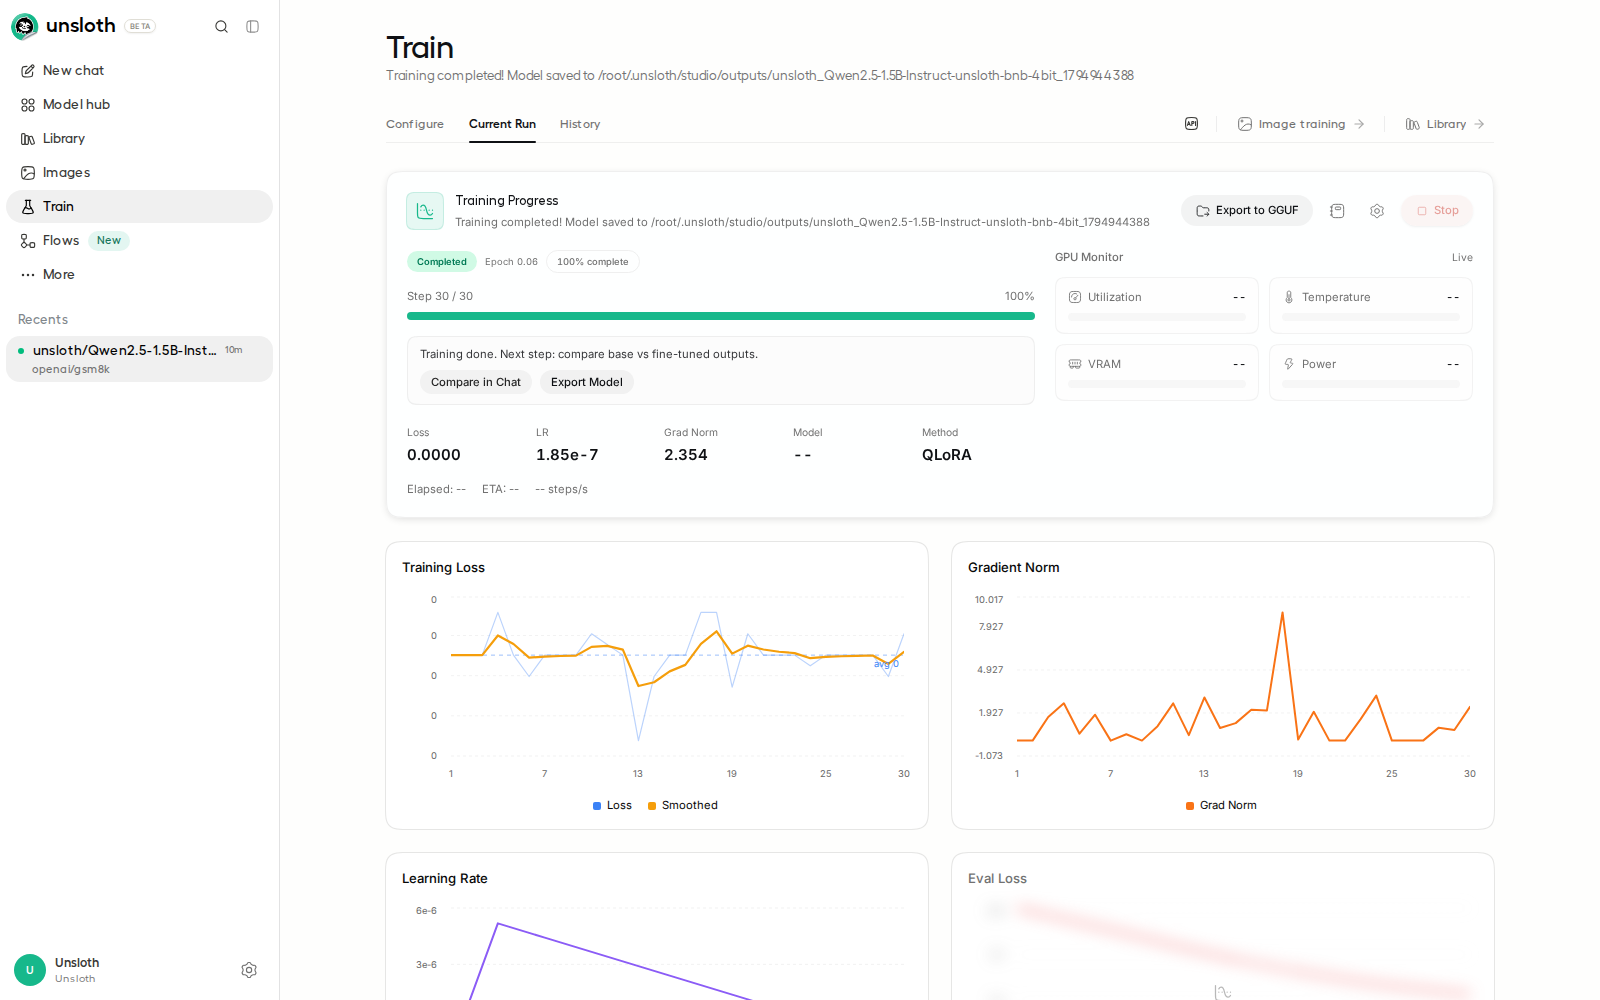 unsloth BETA
New chat
Model hub
Library
Images
Train
Flows New
More
Recents
unsloth/Qwen2.5-1.5B-Inst... 10m
openai/gsm8k
U
Unsloth
Unsloth
Train
Training completed! Model saved to /root/.unsloth/studio/outputs/unsloth_Qwen2.5-1.5B-Instruct-unsloth-bnb-4bit_1794944388
Configure Current Run History API Image training Library
Training Progress
Training completed! Model saved to /root/.unsloth/studio/outputs/unsloth_Qwen2.5-1.5B-Instruct-unsloth-bnb-4bit_1794944388
Export to GGUF Stop
Completed Epoch 0.06 100% complete
Step 30 / 30 100%
Training done. Next step: compare base vs fine-tuned outputs.
Compare in Chat Export Model
GPU Monitor Live
Utilization --
Temperature --
VRAM --
Power --
Loss LR Grad Norm Model Method
0.0000 1.85e-7 2.354 -- QLoRA
Elapsed: -- ETA: -- -- steps/s
Training Loss
0
0
0
0
0
avg 0
1 7 13 19 25 30
Loss Smoothed
Gradient Norm
10.017
7.927
4.927
1.927
-1.073
1 7 13 19 25 30
Grad Norm
Learning Rate
6e-6
3e-6
Eval Loss